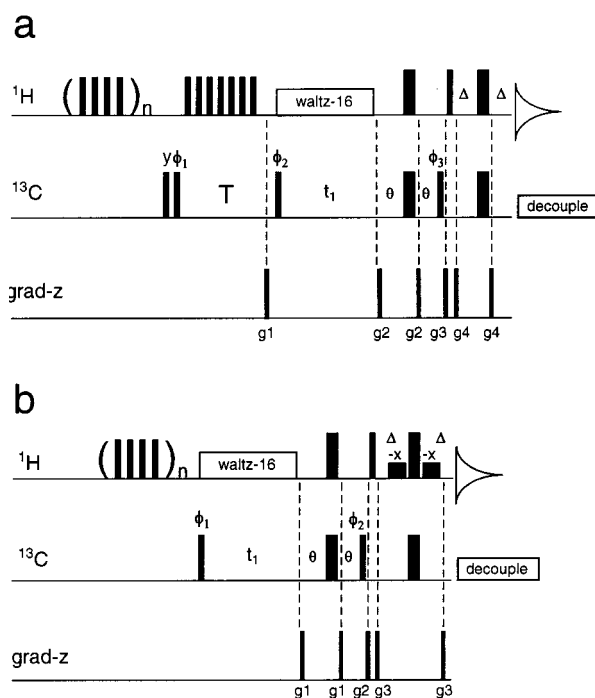 a
¹H ( )n waltz-16 Δ Δ
y ϕ₁ ϕ₂ ϕ₃
¹³C T t₁ θ θ decouple
grad-z
g1 g2 g2 g3 g4 g4
b
¹H ( )n waltz-16 Δ -x -x Δ
ϕ₁ ϕ₂
¹³C t₁ θ θ decouple
grad-z
g1 g1 g2 g3 g3